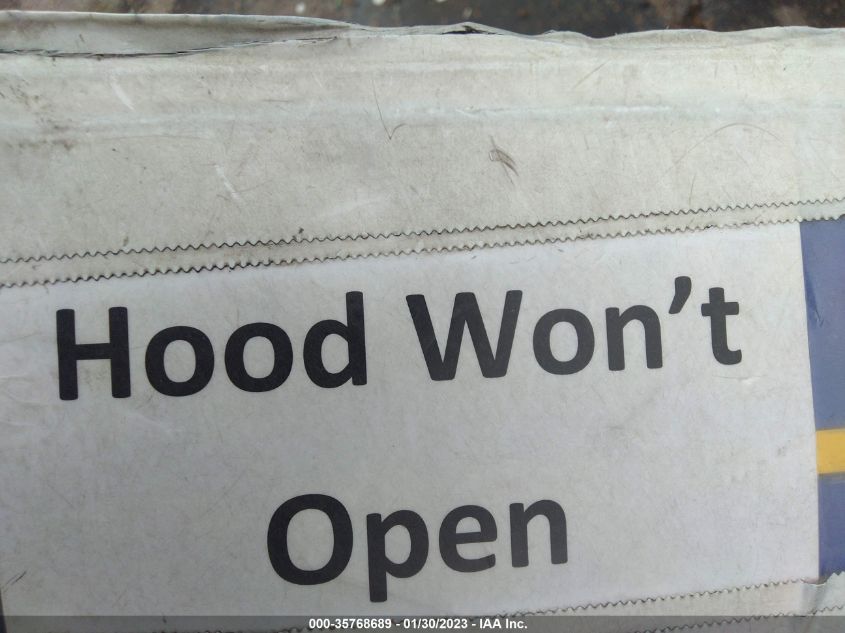 Hood Won’t
Open
000-35768689 - 01/30/2023 - IAA Inc.